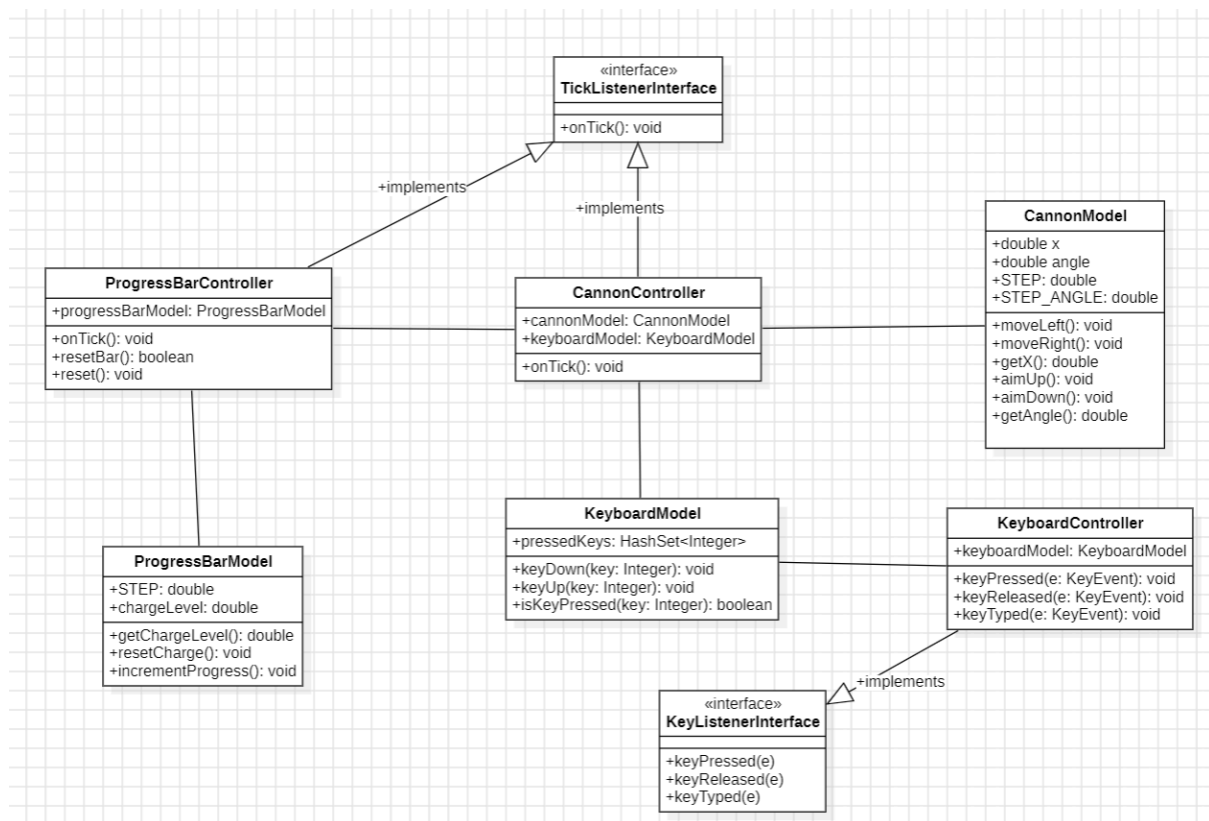 «interface»
TickListenerInterface
+onTick(): void
+implements
+implements
CannonModel
+double x
+double angle
+STEP: double
+STEP_ANGLE: double
+moveLeft(): void
+moveRight(): void
+getX(): double
+aimUp(): void
+aimDown(): void
+getAngle(): double
ProgressBarController
+progressBarModel: ProgressBarModel
+onTick(): void
+resetBar(): boolean
+reset(): void
CannonController
+cannonModel: CannonModel
+keyboardModel: KeyboardModel
+onTick(): void
KeyboardModel
+pressedKeys: HashSet<Integer>
+keyDown(key: Integer): void
+keyUp(key: Integer): void
+isKeyPressed(key: Integer): boolean
KeyboardController
+keyboardModel: KeyboardModel
+keyPressed(e: KeyEvent): void
+keyReleased(e: KeyEvent): void
+keyTyped(e: KeyEvent): void
ProgressBarModel
+STEP: double
+chargeLevel: double
+getChargeLevel(): double
+resetCharge(): void
+incrementProgress(): void
+implements
«interface»
KeyListenerInterface
+keyPressed(e)
+keyReleased(e)
+keyTyped(e)